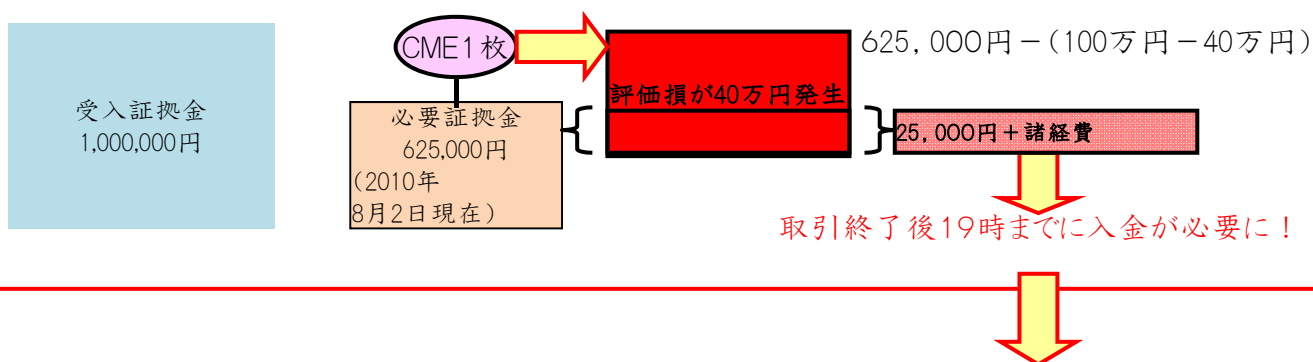 受入証拠金
1,000,000円
CME1枚
必要証拠金
625,000円
(2010年
8月2日現在)
評価損が40万円発生
625,000円－(100万円－40万円)
25,000円＋諸経費
取引終了後19時までに入金が必要に！